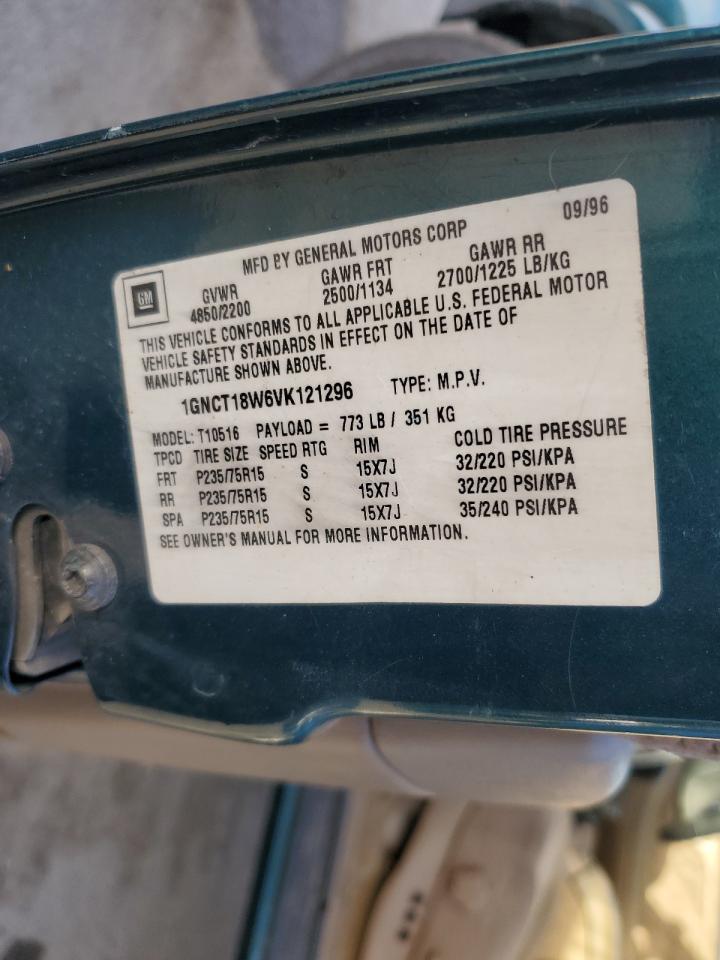 09/96
MFD BY GENERAL MOTORS CORP
GM
GVWR GAWR FRT GAWR RR
4850/2200 2500/1134 2700/1225 LB/KG
THIS VEHICLE CONFORMS TO ALL APPLICABLE U.S. FEDERAL MOTOR
VEHICLE SAFETY STANDARDS IN EFFECT ON THE DATE OF
MANUFACTURE SHOWN ABOVE.
1GNCT18W6VK121296 TYPE: M.P.V.
MODEL: T10516 PAYLOAD = 773 LB / 351 KG
TPCD TIRE SIZE SPEED RTG RIM COLD TIRE PRESSURE
FRT P235/75R15 S 15X7J 32/220 PSI/KPA
RR P235/75R15 S 15X7J 32/220 PSI/KPA
SPA P235/75R15 S 15X7J 35/240 PSI/KPA
SEE OWNER'S MANUAL FOR MORE INFORMATION.